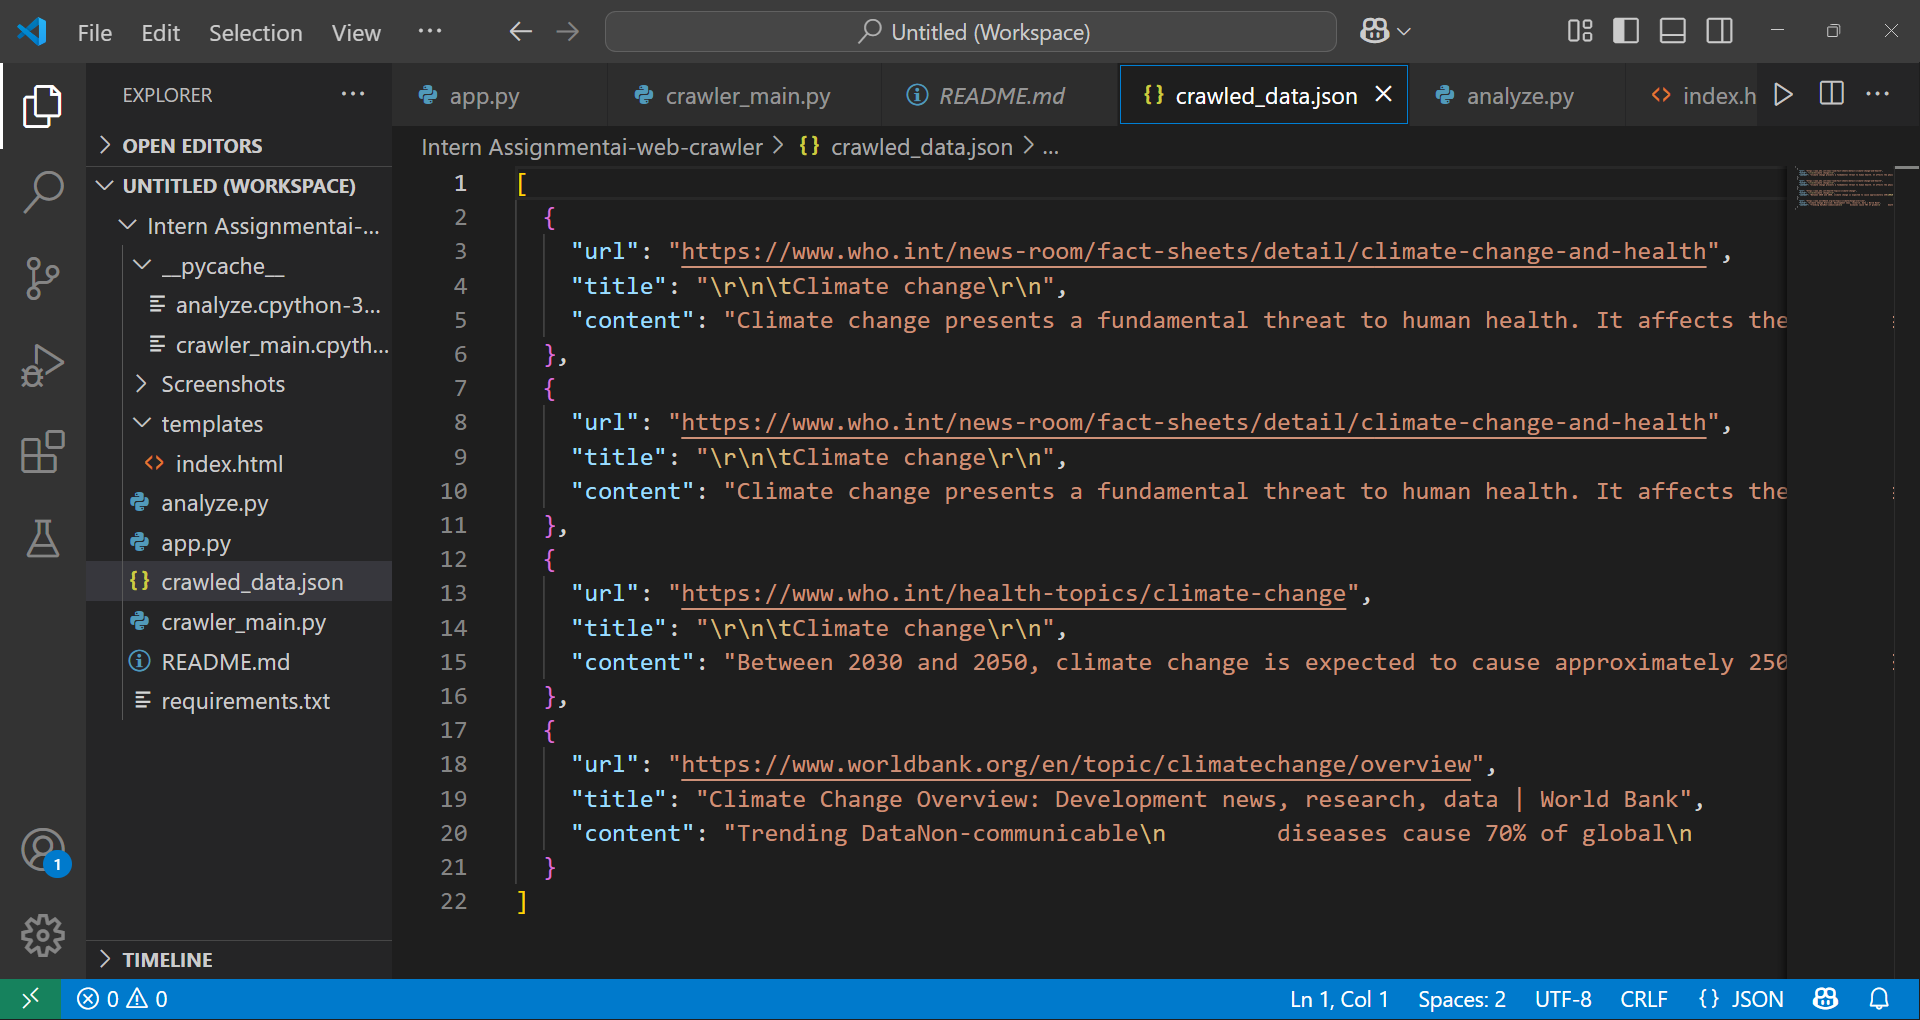 File Edit Selection View ··· Untitled (Workspace)
EXPLORER ···
OPEN EDITORS
UNTITLED (WORKSPACE)
Intern Assignmentai-...
__pycache__
analyze.cpython-3...
crawler_main.cpyth...
Screenshots
templates
<> index.html
analyze.py
app.py
{} crawled_data.json
crawler_main.py
README.md
requirements.txt
TIMELINE
app.py crawler_main.py README.md {} crawled_data.json analyze.py <> index.h ···
Intern Assignmentai-web-crawler > {} crawled_data.json > ...
1 [
2 {
3 "url": "https://www.who.int/news-room/fact-sheets/detail/climate-change-and-health",
4 "title": "\r\n\tClimate change\r\n",
5 "content": "Climate change presents a fundamental threat to human health. It affects the
6 },
7 {
8 "url": "https://www.who.int/news-room/fact-sheets/detail/climate-change-and-health",
9 "title": "\r\n\tClimate change\r\n",
10 "content": "Climate change presents a fundamental threat to human health. It affects the
11 },
12 {
13 "url": "https://www.who.int/health-topics/climate-change",
14 "title": "\r\n\tClimate change\r\n",
15 "content": "Between 2030 and 2050, climate change is expected to cause approximately 250
16 },
17 {
18 "url": "https://www.worldbank.org/en/topic/climatechange/overview",
19 "title": "Climate Change Overview: Development news, research, data | World Bank",
20 "content": "Trending DataNon-communicable\n        diseases cause 70% of global\n
21 }
22 ]
1
0 0 Ln 1, Col 1 Spaces: 2 UTF-8 CRLF {} JSON